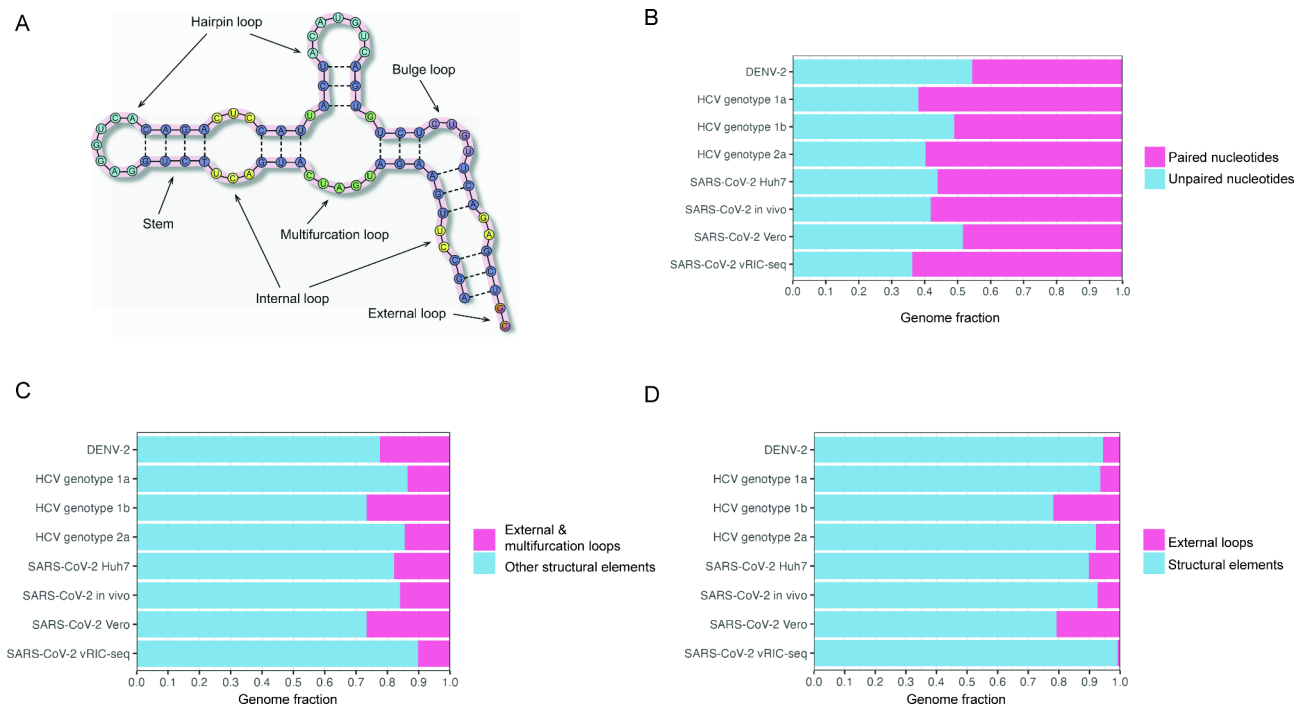 A
Hairpin loop
Bulge loop
Stem
Multifurcation loop
Internal loop
External loop
B
DENV-2
HCV genotype 1a
HCV genotype 1b
HCV genotype 2a
SARS-CoV-2 Huh7
SARS-CoV-2 in vivo
SARS-CoV-2 Vero
SARS-CoV-2 vRIC-seq
0.0 0.1 0.2 0.3 0.4 0.5 0.6 0.7 0.8 0.9 1.0
Genome fraction
Paired nucleotides
Unpaired nucleotides
C
DENV-2
HCV genotype 1a
HCV genotype 1b
HCV genotype 2a
SARS-CoV-2 Huh7
SARS-CoV-2 in vivo
SARS-CoV-2 Vero
SARS-CoV-2 vRIC-seq
0.0 0.1 0.2 0.3 0.4 0.5 0.6 0.7 0.8 0.9 1.0
Genome fraction
External &
multifurcation loops
Other structural elements
D
DENV-2
HCV genotype 1a
HCV genotype 1b
HCV genotype 2a
SARS-CoV-2 Huh7
SARS-CoV-2 in vivo
SARS-CoV-2 Vero
SARS-CoV-2 vRIC-seq
0.0 0.1 0.2 0.3 0.4 0.5 0.6 0.7 0.8 0.9 1.0
Genome fraction
External loops
Structural elements